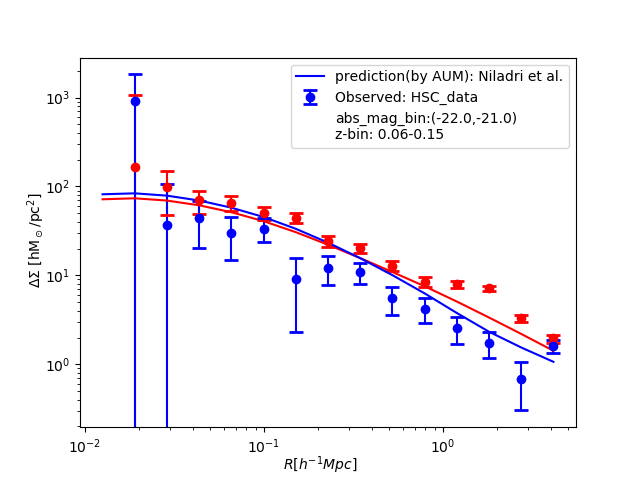 prediction(by AUM): Niladri et al.
Observed: HSC_data
abs_mag_bin:(-22.0,-21.0)
z-bin: 0.06-0.15
10³
10²
10¹
10⁰
ΔΣ [hM⊙/pc²]
10⁻² 10⁻¹ 10⁰
R[h⁻¹Mpc]